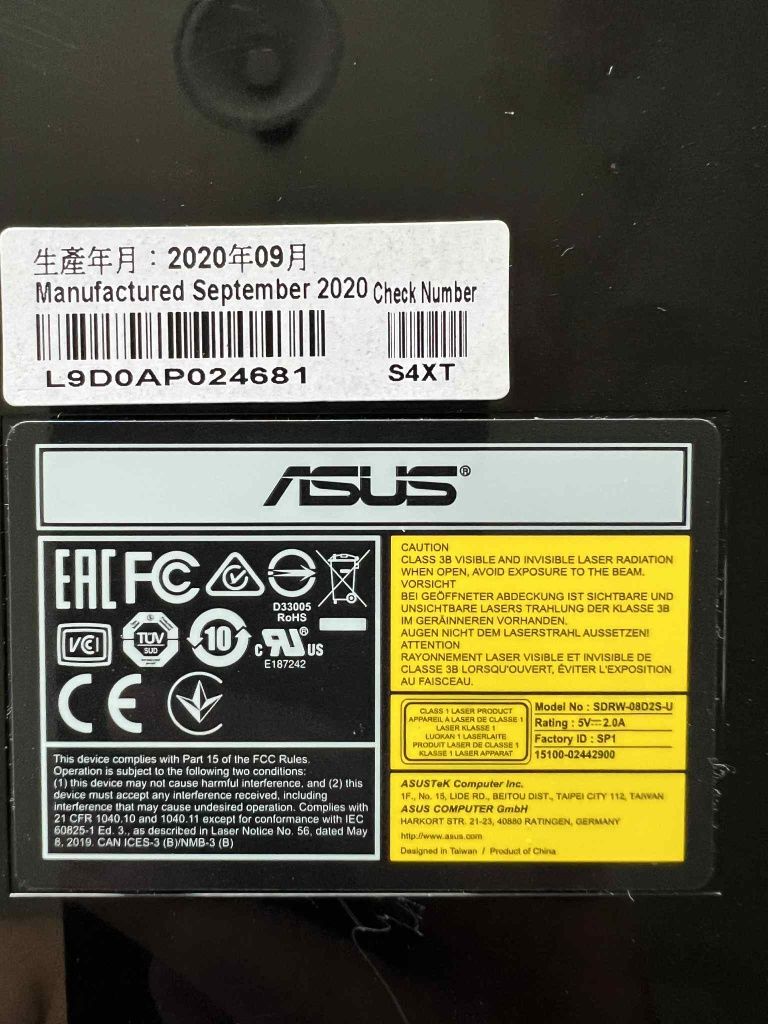 生產年月：2020年09月
Manufactured September 2020 Check Number
L9D0AP024681 S4XT
ASUS®
EAC FC
D33005
RoHS
VCI
TÜV
SUD
10
c RU® US
E187242
CE
This device complies with Part 15 of the FCC Rules.
Operation is subject to the following two conditions:
(1) this device may not cause harmful interference, and (2) this
device must accept any interference received, including
interference that may cause undesired operation. Complies with
21 CFR 1040.10 and 1040.11 except for conformance with IEC
60825-1 Ed. 3., as described in Laser Notice No. 56, dated May
8, 2019. CAN ICES-3 (B)/NMB-3 (B)
CAUTION
CLASS 3B VISIBLE AND INVISIBLE LASER RADIATION
WHEN OPEN, AVOID EXPOSURE TO THE BEAM.
VORSICHT
BEI GEÖFFNETER ABDECKUNG IST SICHTBARE UND
UNSICHTBARE LASERS TRAHLUNG DER KLASSE 3B
IM GERÄINNEREN VORHANDEN.
AUGEN NICHT DEM LASERSTRAHL AUSSETZEN!
ATTENTION
RAYONNEMENT LASER VISIBLE ET INVISIBLE DE
CLASSE 3B LORSQU'OUVERT, ÉVITER L'EXPOSITION
AU FAISCEAU.
CLASS 1 LASER PRODUCT
APPAREIL A LASER DE CLASSE 1
LASER KLASSE 1
LUOKAN 1 LASERLAITE
PRODUIT LASER DE CLASSE 1
KLASSE 1 LASER APPARAT
Model No : SDRW-08D2S-U
Rating : 5V⎓2.0A
Factory ID : SP1
15100-02442900
ASUSTeK Computer Inc.
1F., No. 15, LIDE RD., BEITOU DIST., TAIPEI CITY 112, TAIWAN
ASUS COMPUTER GmbH
HARKORT STR. 21-23, 40880 RATINGEN, GERMANY
http://www.asus.com
Designed in Taiwan / Product of China